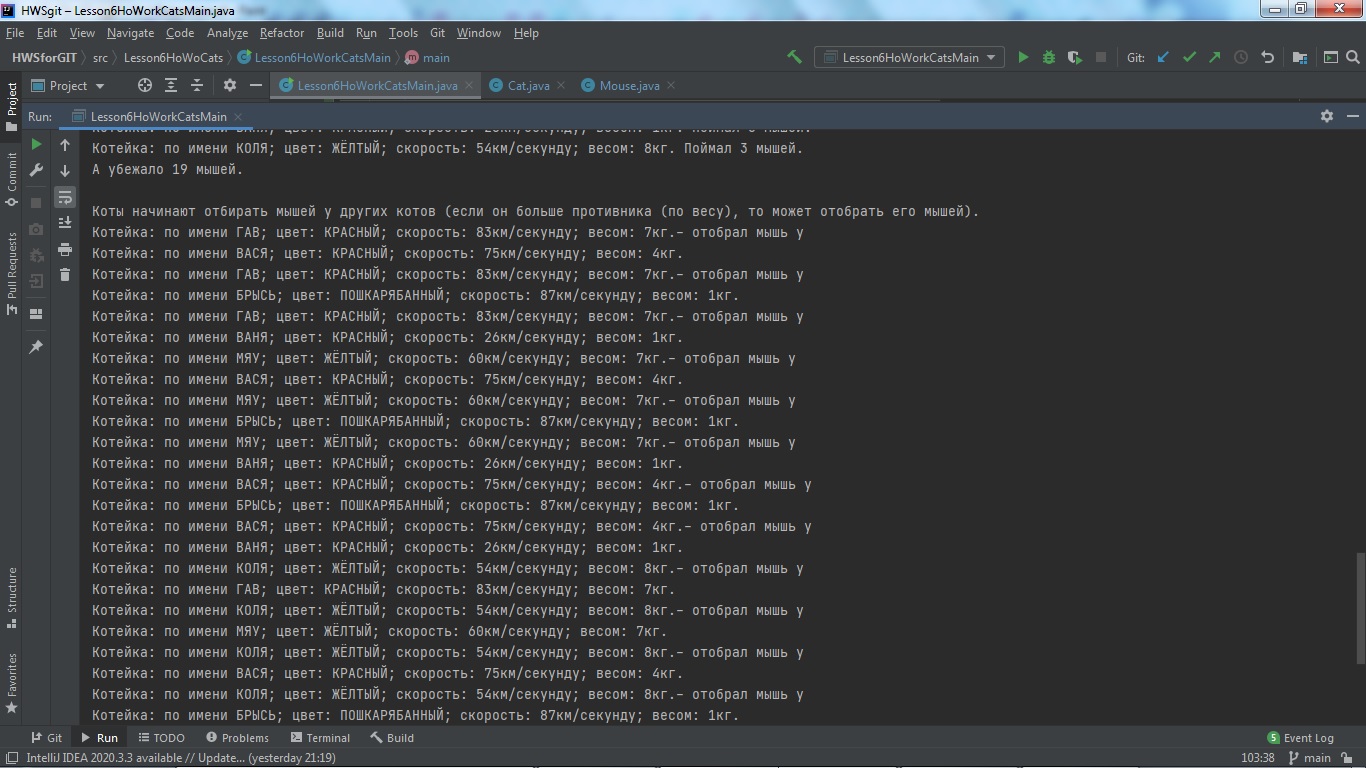 HWSgit – Lesson6HoWorkCatsMain.java
File Edit View Navigate Code Analyze Refactor Build Run Tools Git Window Help
HWSforGIT src Lesson6HoWoCats Lesson6HoWorkCatsMain main Lesson6HoWorkCatsMain Git:
Project Lesson6HoWorkCatsMain.java Cat.java Mouse.java
Run: Lesson6HoWorkCatsMain
Котейка: по имени ВАНЯ; цвет: КРАСНЫЙ; скорость: 26км/секунду; весом: 1кг. Поймал мышей.
Котейка: по имени КОЛЯ; цвет: ЖЁЛТЫЙ; скорость: 54км/секунду; весом: 8кг. Поймал 3 мышей.
А убежало 19 мышей.
Коты начинают отбирать мышей у других котов (если он больше противника (по весу), то может отобрать его мышей).
Котейка: по имени ГАВ; цвет: КРАСНЫЙ; скорость: 83км/секунду; весом: 7кг.– отобрал мышь у
Котейка: по имени ВАСЯ; цвет: КРАСНЫЙ; скорость: 75км/секунду; весом: 4кг.
Котейка: по имени ГАВ; цвет: КРАСНЫЙ; скорость: 83км/секунду; весом: 7кг.– отобрал мышь у
Котейка: по имени БРЫСЬ; цвет: ПОШКАРЯБАННЫЙ; скорость: 87км/секунду; весом: 1кг.
Котейка: по имени ГАВ; цвет: КРАСНЫЙ; скорость: 83км/секунду; весом: 7кг.– отобрал мышь у
Котейка: по имени ВАНЯ; цвет: КРАСНЫЙ; скорость: 26км/секунду; весом: 1кг.
Котейка: по имени МЯУ; цвет: ЖЁЛТЫЙ; скорость: 60км/секунду; весом: 7кг.– отобрал мышь у
Котейка: по имени ВАСЯ; цвет: КРАСНЫЙ; скорость: 75км/секунду; весом: 4кг.
Котейка: по имени МЯУ; цвет: ЖЁЛТЫЙ; скорость: 60км/секунду; весом: 7кг.– отобрал мышь у
Котейка: по имени БРЫСЬ; цвет: ПОШКАРЯБАННЫЙ; скорость: 87км/секунду; весом: 1кг.
Котейка: по имени МЯУ; цвет: ЖЁЛТЫЙ; скорость: 60км/секунду; весом: 7кг.– отобрал мышь у
Котейка: по имени ВАНЯ; цвет: КРАСНЫЙ; скорость: 26км/секунду; весом: 1кг.
Котейка: по имени ВАСЯ; цвет: КРАСНЫЙ; скорость: 75км/секунду; весом: 4кг.– отобрал мышь у
Котейка: по имени БРЫСЬ; цвет: ПОШКАРЯБАННЫЙ; скорость: 87км/секунду; весом: 1кг.
Котейка: по имени ВАСЯ; цвет: КРАСНЫЙ; скорость: 75км/секунду; весом: 4кг.– отобрал мышь у
Котейка: по имени ВАНЯ; цвет: КРАСНЫЙ; скорость: 26км/секунду; весом: 1кг.
Котейка: по имени КОЛЯ; цвет: ЖЁЛТЫЙ; скорость: 54км/секунду; весом: 8кг.– отобрал мышь у
Котейка: по имени ГАВ; цвет: КРАСНЫЙ; скорость: 83км/секунду; весом: 7кг.
Котейка: по имени КОЛЯ; цвет: ЖЁЛТЫЙ; скорость: 54км/секунду; весом: 8кг.– отобрал мышь у
Котейка: по имени МЯУ; цвет: ЖЁЛТЫЙ; скорость: 60км/секунду; весом: 7кг.
Котейка: по имени КОЛЯ; цвет: ЖЁЛТЫЙ; скорость: 54км/секунду; весом: 8кг.– отобрал мышь у
Котейка: по имени ВАСЯ; цвет: КРАСНЫЙ; скорость: 75км/секунду; весом: 4кг.
Котейка: по имени КОЛЯ; цвет: ЖЁЛТЫЙ; скорость: 54км/секунду; весом: 8кг.– отобрал мышь у
Котейка: по имени БРЫСЬ; цвет: ПОШКАРЯБАННЫЙ; скорость: 87км/секунду; весом: 1кг.
Project
Commit
Pull Requests
Structure
Favorites
Git Run TODO Problems Terminal Build 5 Event Log
IntelliJ IDEA 2020.3.3 available // Update... (yesterday 21:19) 103:38 main